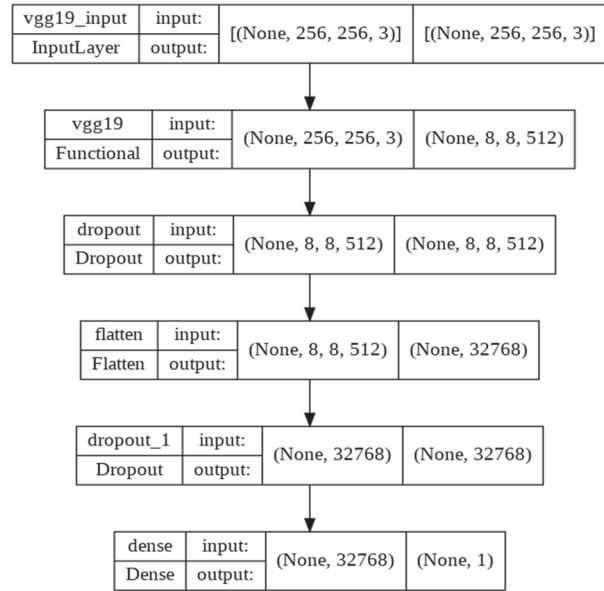 vgg19_input input: [(None, 256, 256, 3)] [(None, 256, 256, 3)]
InputLayer output:
vgg19 input: (None, 256, 256, 3) (None, 8, 8, 512)
Functional output:
dropout input: (None, 8, 8, 512) (None, 8, 8, 512)
Dropout output:
flatten input: (None, 8, 8, 512) (None, 32768)
Flatten output:
dropout_1 input: (None, 32768) (None, 32768)
Dropout output:
dense input: (None, 32768) (None, 1)
Dense output: